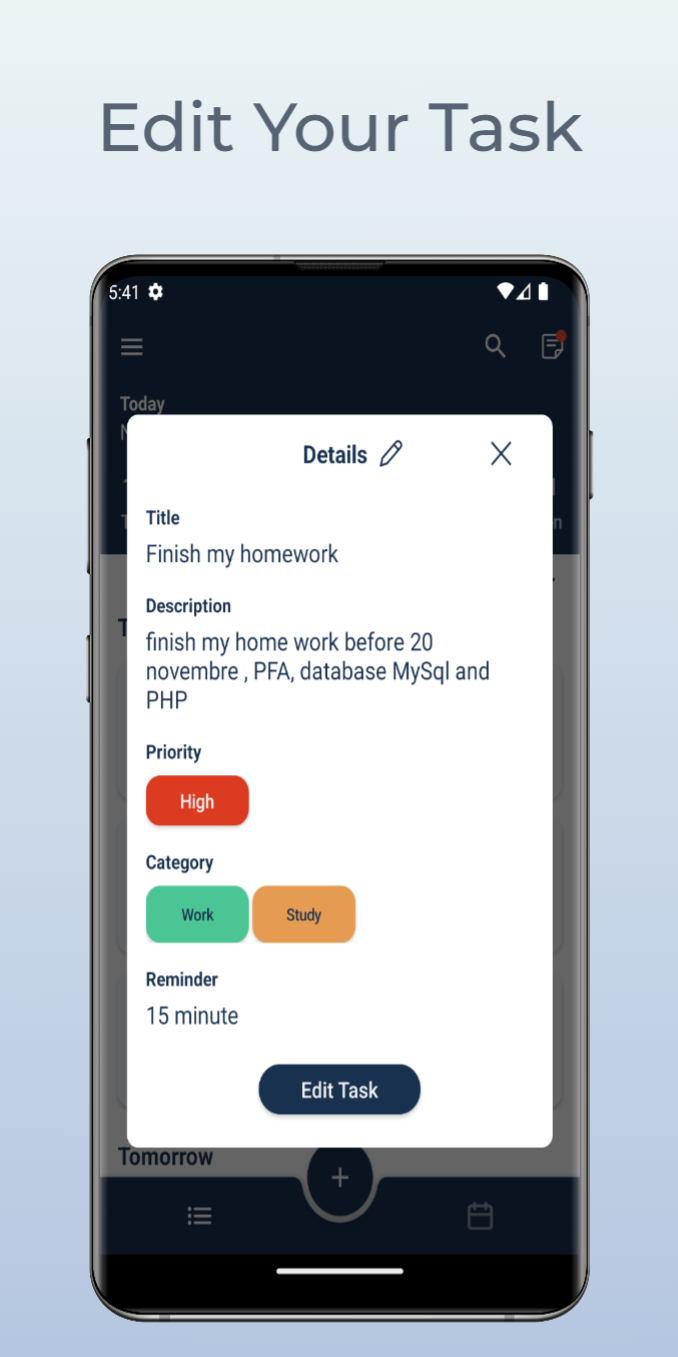 Edit Your Task
5:41
Today
Details
Title
Finish my homework
Description
finish my home work before 20
novembre , PFA, database MySql and
PHP
Priority
High
Category
Work Study
Reminder
15 minute
Edit Task
Tomorrow